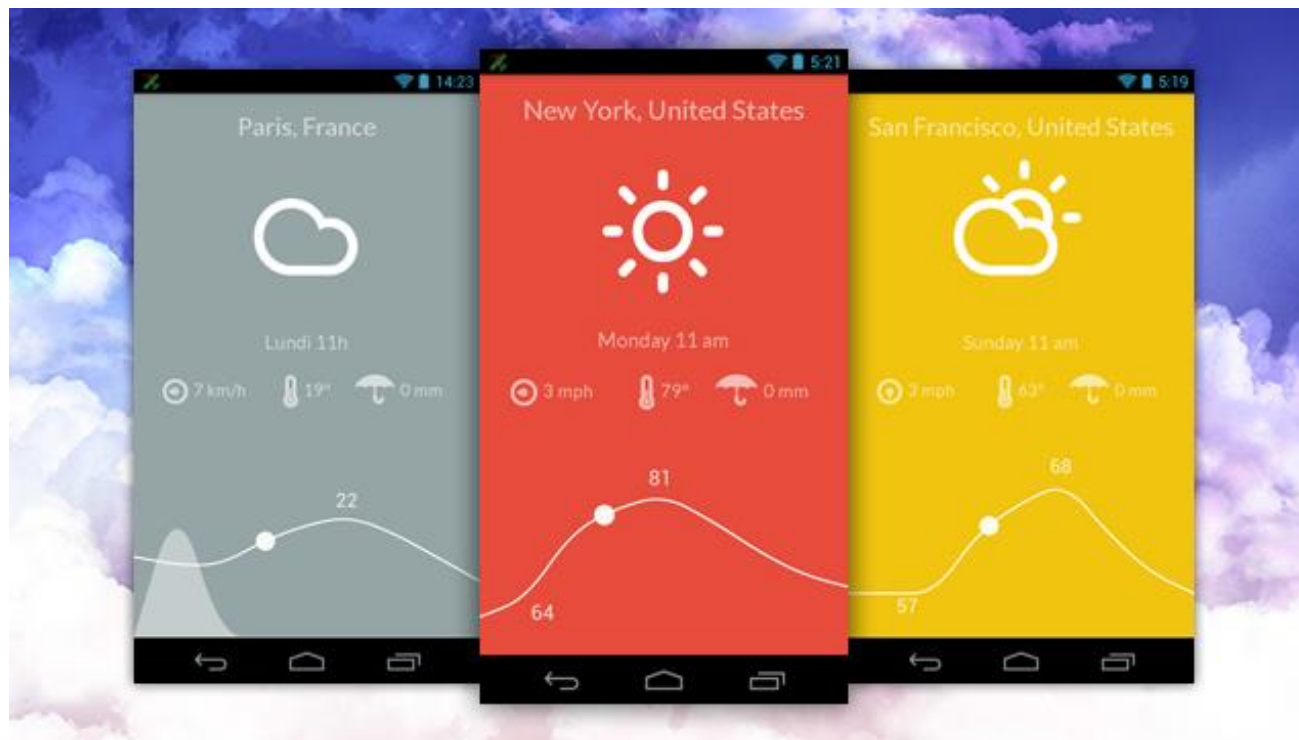 14:23
Paris, France
Lundi 11h
7 km/h 19° 0 mm
22
5:21
New York, United States
Monday 11 am
3 mph 79° 0 mm
81
64
5:19
San Francisco, United States
Sunday 11 am
3 mph 63° 0 mm
68
57